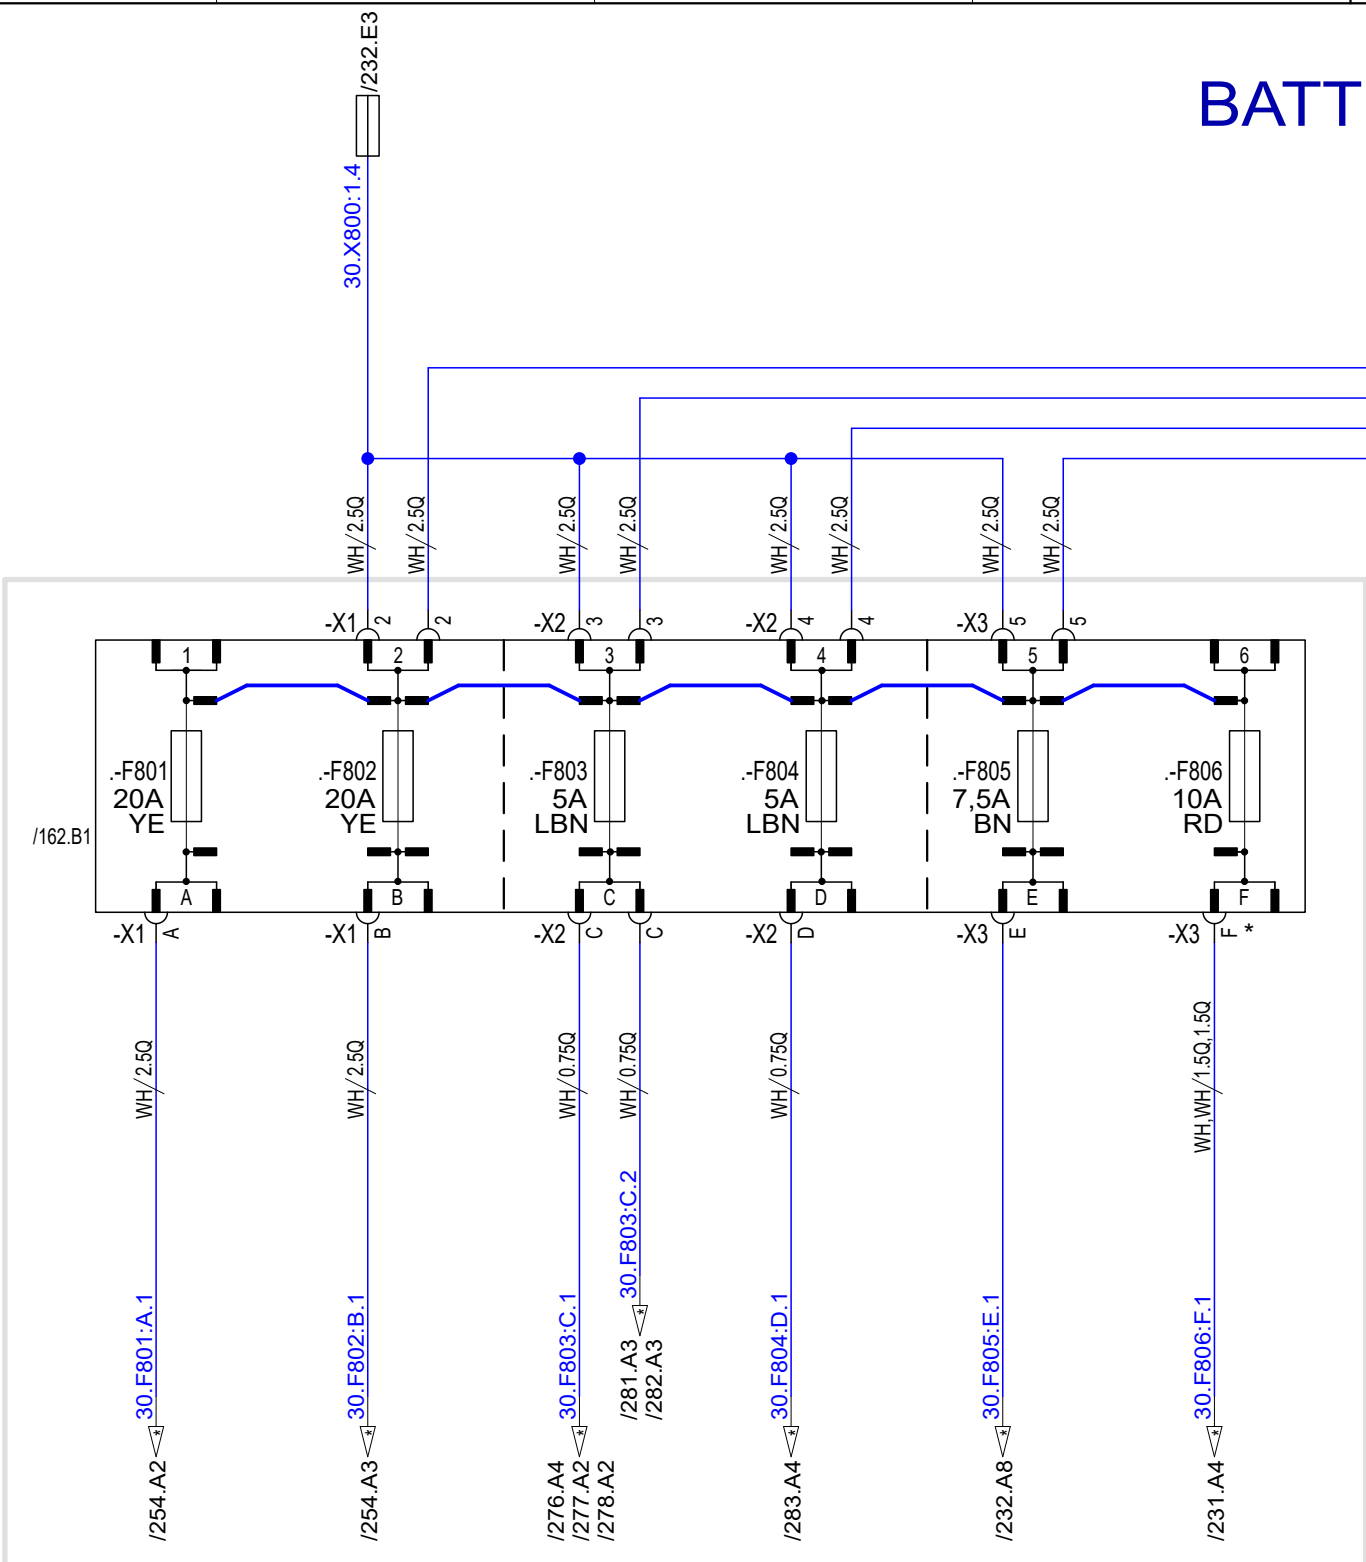 /232.E3
BATT
30.X800:1.4
WH/2.5Q
WH/2.5Q
WH/2.5Q
WH/2.5Q
WH/2.5Q
WH/2.5Q
WH/2.5Q
WH/2.5Q
-X1 2 2
-X2 3 3
-X2 4 4
-X3 5 5
1 2 3 4 5 6
.-F801
20A
YE
.-F802
20A
YE
.-F803
5A
LBN
.-F804
5A
LBN
.-F805
7,5A
BN
.-F806
10A
RD
/162.B1
A B C D E F
-X1 A
-X1 B
-X2 C C
-X2 D
-X3 E
-X3 F *
WH/2.5Q
WH/2.5Q
WH/0.75Q
WH/0.75Q
WH/0.75Q
WH,WH/1.5Q,1.5Q
30.F801:A.1
30.F802:B.1
30.F803:C.1
30.F803:C.2
30.F804:D.1
30.F805:E.1
30.F806:F.1
*
/281.A3
/282.A3
* * * * * *
/254.A2
/254.A3
/276.A4
/277.A2
/278.A2
/283.A4
/232.A8
/231.A4